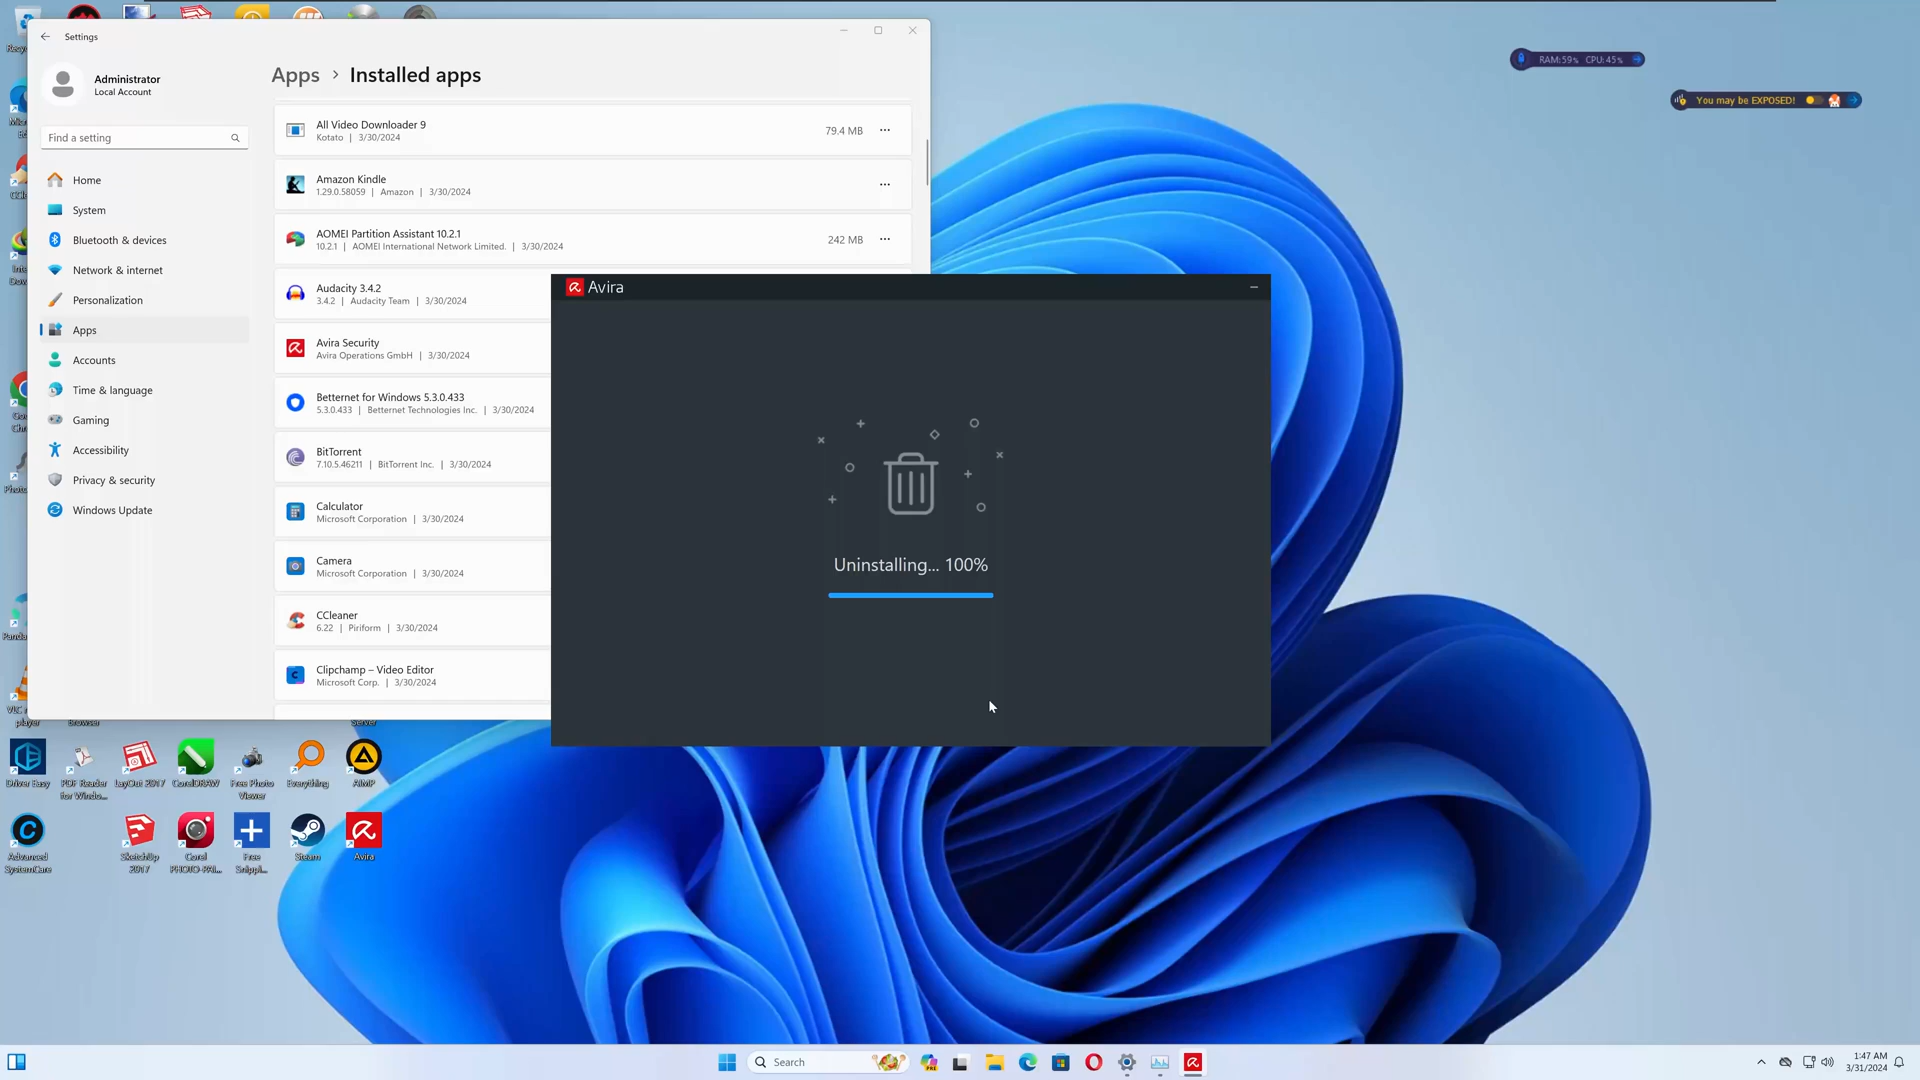 Settings
Administrator
Local Account
Find a setting
Home
System
Bluetooth & devices
Network & internet
Personalization
Apps
Accounts
Time & language
Gaming
Accessibility
Privacy & security
Windows Update
Apps > Installed apps
All Video Downloader 9
Kotato | 3/30/2024
79.4 MB
Amazon Kindle
1.29.0.58059 | Amazon | 3/30/2024
AOMEI Partition Assistant 10.2.1
10.2.1 | AOMEI International Network Limited. | 3/30/2024
242 MB
Audacity 3.4.2
3.4.2 | Audacity Team | 3/30/2024
Avira Security
Avira Operations GmbH | 3/30/2024
Betternet for Windows 5.3.0.433
5.3.0.433 | Betternet Technologies Inc. | 3/30/2024
BitTorrent
7.10.5.46211 | BitTorrent Inc. | 3/30/2024
Calculator
Microsoft Corporation | 3/30/2024
Camera
Microsoft Corporation | 3/30/2024
CCleaner
6.22 | Piriform | 3/30/2024
Clipchamp – Video Editor
Microsoft Corp. | 3/30/2024
Avira
Uninstalling... 100%
RAM:59% CPU:45%
You may be EXPOSED!
player
Browser
Server
Driver Easy
PDF Reader
for Windo...
LayOut 2017
CorelDRAW
Free Photo
Viewer
Everything
AIMP
Advanced
SystemCare
SketchUp
2017
Corel
PHOTO-PAI...
Free
Snippi...
Steam
Avira
Search
PRE
1:47 AM
3/31/2024